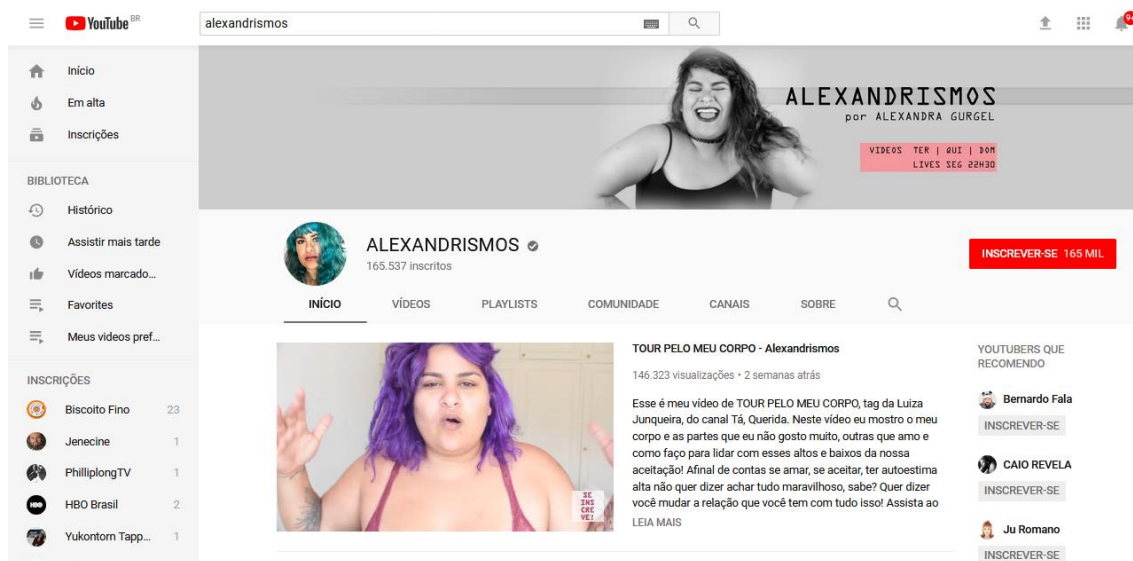 YouTube BR
alexandrismos
9+
Início
Em alta
Inscrições
BIBLIOTECA
Histórico
Assistir mais tarde
Vídeos marcado...
Favorites
Meus videos pref...
INSCRIÇÕES
Biscoito Fino 23
Jenecine 1
PhilliplongTV 1
HBO Brasil 2
Yukontorn Tapp... 1
ALEXANDRISMOS
por ALEXANDRA GURGEL
VIDEOS TER | QUI | DOM
LIVES SEG 22H30
ALEXANDRISMOS
165.537 inscritos
INSCREVER-SE 165 MIL
INÍCIO VÍDEOS PLAYLISTS COMUNIDADE CANAIS SOBRE
SE
INS
CRE
VE!
TOUR PELO MEU CORPO - Alexandrismos
146.323 visualizações • 2 semanas atrás
Esse é meu vídeo de TOUR PELO MEU CORPO, tag da Luiza
Junqueira, do canal Tá, Querida. Neste vídeo eu mostro o meu
corpo e as partes que eu não gosto muito, outras que amo e
como faço para lidar com esses altos e baixos da nossa
aceitação! Afinal de contas se amar, se aceitar, ter autoestima
alta não quer dizer achar tudo maravilhoso, sabe? Quer dizer
você mudar a relação que você tem com tudo isso! Assista ao
LEIA MAIS
YOUTUBERS QUE
RECOMENDO
Bernardo Fala
INSCREVER-SE
CAIO REVELA
INSCREVER-SE
Ju Romano
INSCREVER-SE